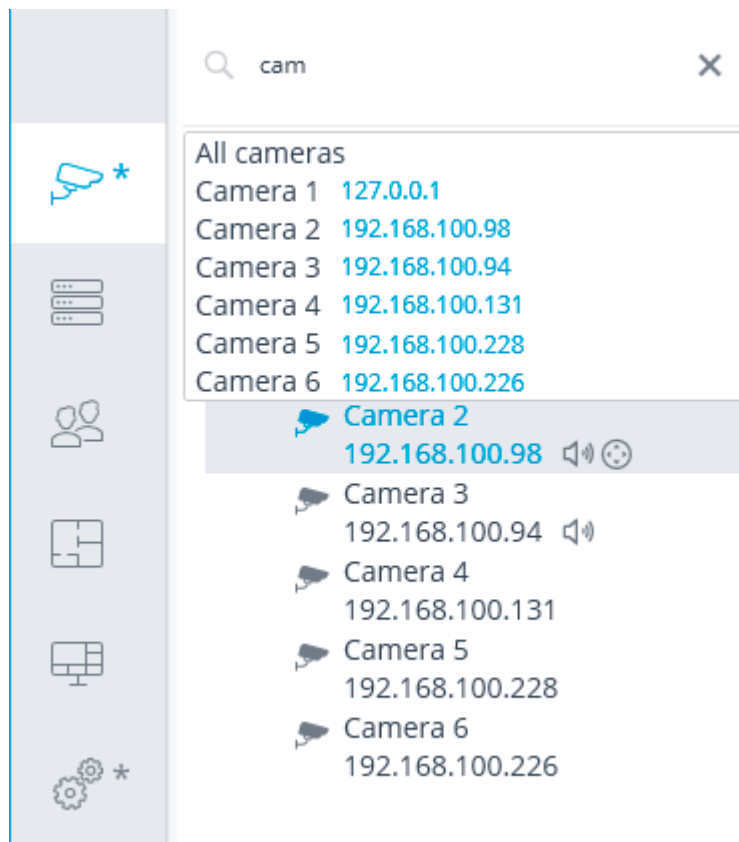 cam
All cameras
Camera 1 127.0.0.1
Camera 2 192.168.100.98
Camera 3 192.168.100.94
Camera 4 192.168.100.131
Camera 5 192.168.100.228
Camera 6 192.168.100.226
Camera 2
192.168.100.98
Camera 3
192.168.100.94
Camera 4
192.168.100.131
Camera 5
192.168.100.228
Camera 6
192.168.100.226